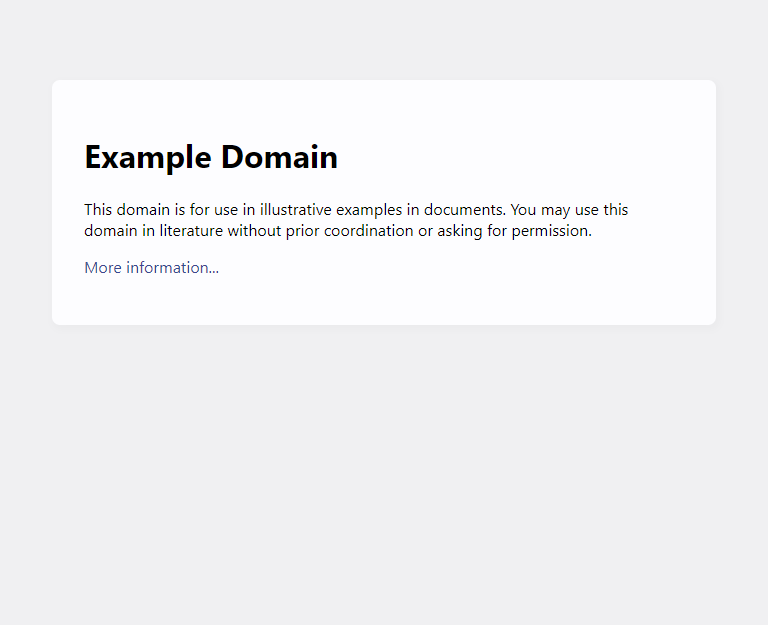 Example Domain
This domain is for use in illustrative examples in documents. You may use this
domain in literature without prior coordination or asking for permission.
More information...